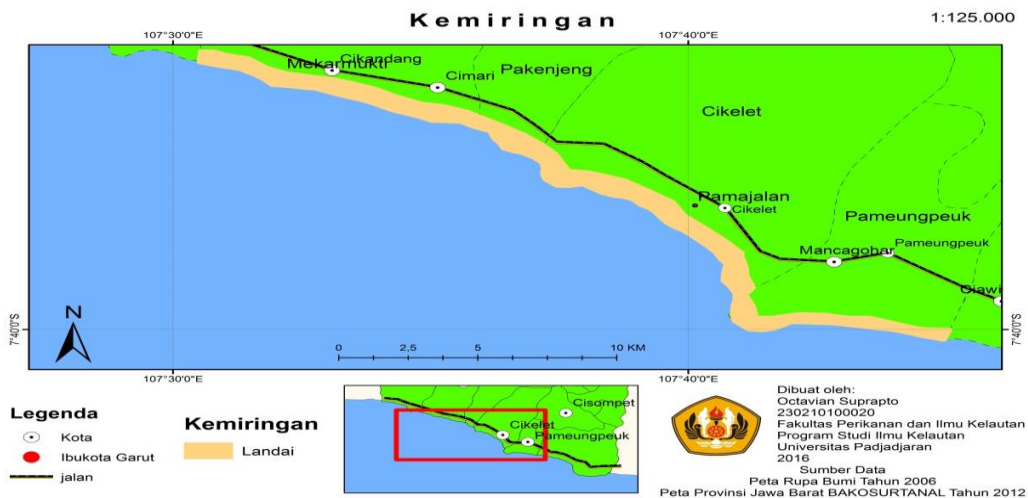 Kemiringan
1:125.000
107°30'0"E
107°40'0"E
Cikandang
Mekarmukti
Cimari
Pakenjeng
Cikelet
Ramajalan
Cikelet
Pameungpeuk
Mancagohar
Pameungpeuk
Ciawi
7°40'0"S
7°40'0"S
N
0 2,5 5 10 KM
107°30'0"E
107°40'0"E
Legenda
Kota
Ibukota Garut
jalan
Kemiringan
Landai
Cisompet
Cikelet
Pameungpeuk
Dibuat oleh:
Octavian Suprapto
230210100020
Fakultas Perikanan dan Ilmu Kelautan
Program Studi Ilmu Kelautan
Universitas Padjadjaran
2016
Sumber Data
Peta Rupa Bumi Tahun 2006
Peta Provinsi Jawa Barat BAKOSURTANAL Tahun 2012